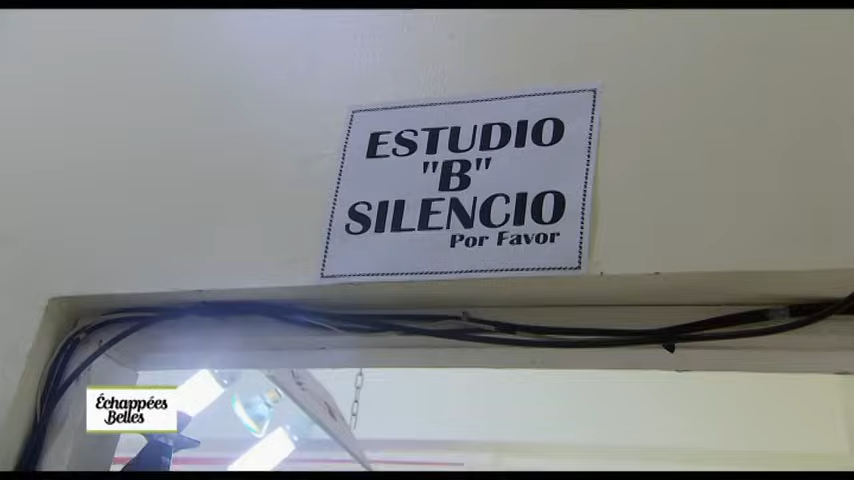 ESTUDIO
"B"
SILENCIO
Por Favor
Échappées
Belles